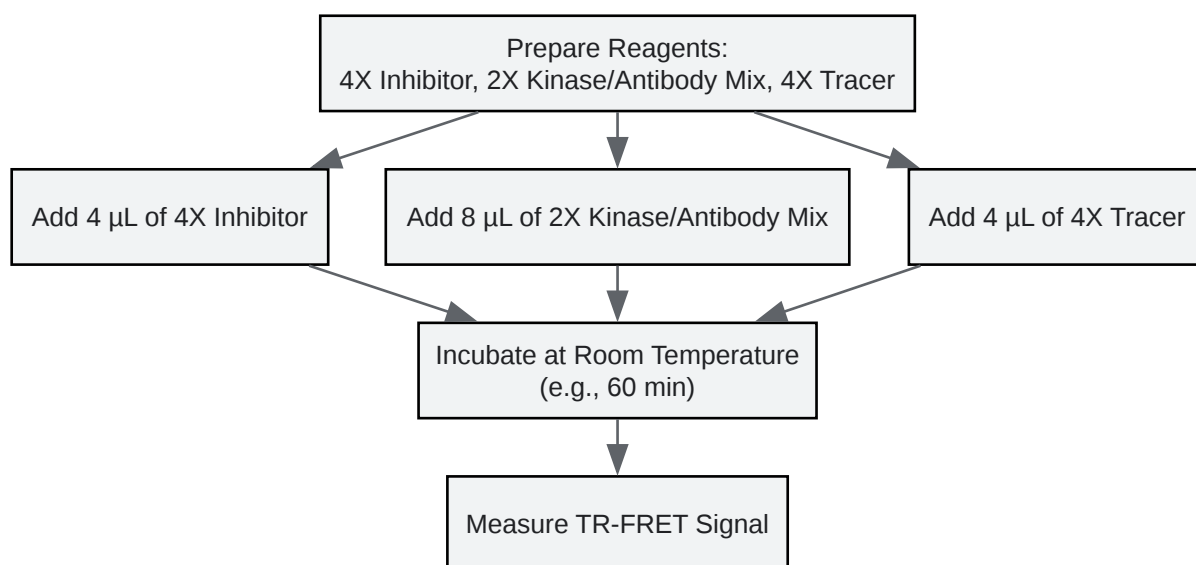 Prepare Reagents:
4X Inhibitor, 2X Kinase/Antibody Mix, 4X Tracer
Add 4 µL of 4X Inhibitor
Add 8 µL of 2X Kinase/Antibody Mix
Add 4 µL of 4X Tracer
Incubate at Room Temperature
(e.g., 60 min)
Measure TR-FRET Signal